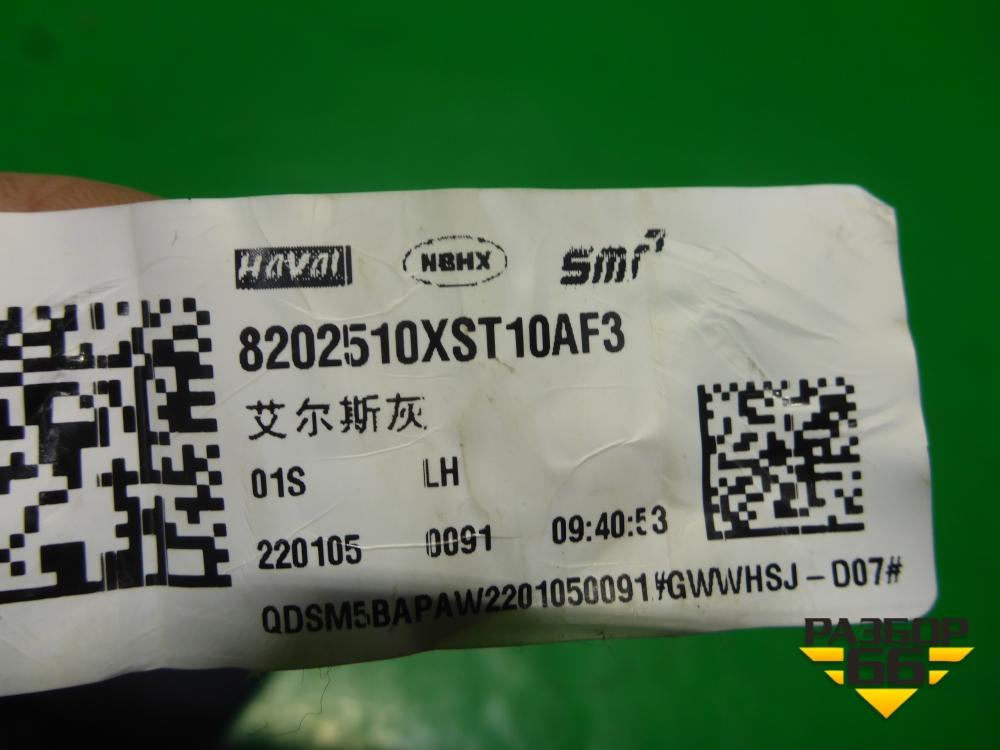 HAVAL NBHX smr
8202510XST10AF3
艾尔斯灰
01S LH
220105 0091 09:40:53
QDSM5BAPAW2201050091#GWWHSJ-D07#
РАЗБОР
66